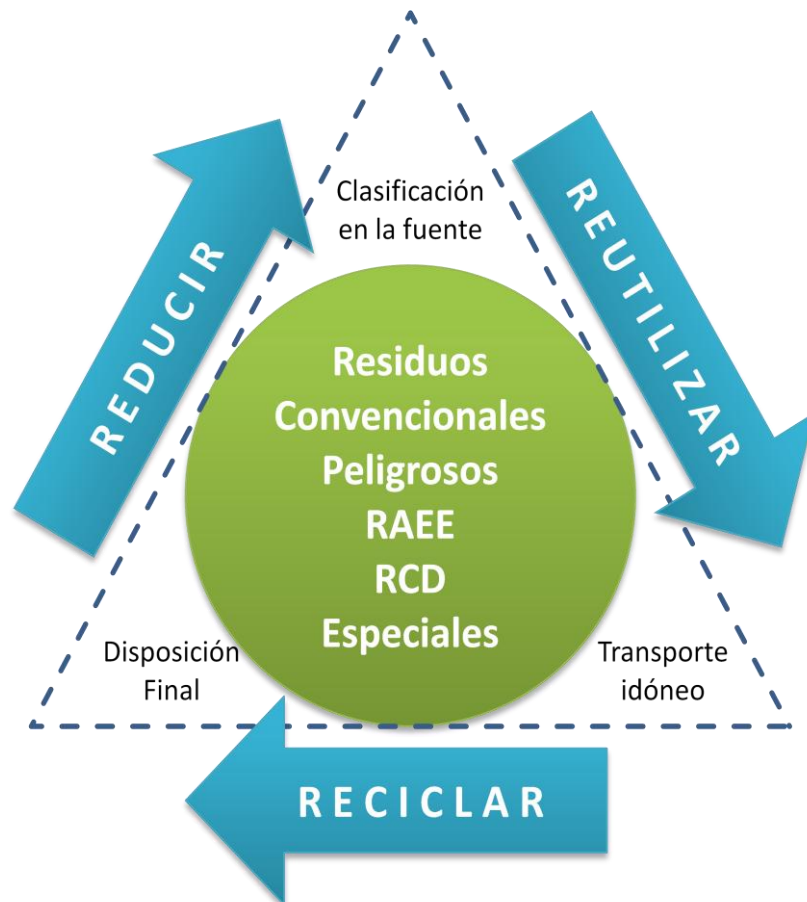 Clasificación
en la fuente
REDUCIR
REUTILIZAR
Residuos
Convencionales
Peligrosos
RAEE
RCD
Especiales
Disposición
Final
Transporte
idóneo
RECICLAR